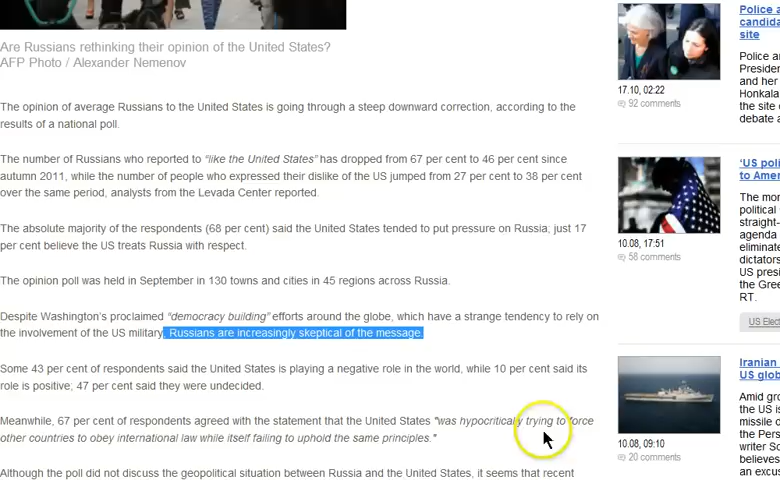 Are Russians rethinking their opinion of the United States?
AFP Photo / Alexander Nemenov
The opinion of average Russians to the United States is going through a steep downward correction, according to the
results of a national poll.
The number of Russians who reported to “like the United States” has dropped from 67 per cent to 46 per cent since
autumn 2011, while the number of people who expressed their dislike of the US jumped from 27 per cent to 38 per cent
over the same period, analysts from the Levada Center reported.
The absolute majority of the respondents (68 per cent) said the United States tended to put pressure on Russia; just 17
per cent believe the US treats Russia with respect.
The opinion poll was held in September in 130 towns and cities in 45 regions across Russia.
Despite Washington’s proclaimed “democracy building” efforts around the globe, which have a strange tendency to rely on
the involvement of the US military, Russians are increasingly skeptical of the message.
Some 43 per cent of respondents said the United States is playing a negative role in the world, while 10 per cent said its
role is positive; 47 per cent said they were undecided.
Meanwhile, 67 per cent of respondents agreed with the statement that the United States "was hypocritically trying to force
other countries to obey international law while itself failing to uphold the same principles."
Although the poll did not discuss the geopolitical situation between Russia and the United States, it seems that recent
Police a
candida
site
Police a
Presiden
and her
Honkala
the site
debate a
17.10, 02:22
92 comments
‘US poli
to Amer
The mor
political
straight-
agenda
eliminate
dictators
US presi
the Gree
RT.
10.08, 17:51
58 comments
US Elect
Iranian
US glob
Amid gro
the US is
missile d
the Pers
writer So
believes
an excus
10.08, 09:10
20 comments